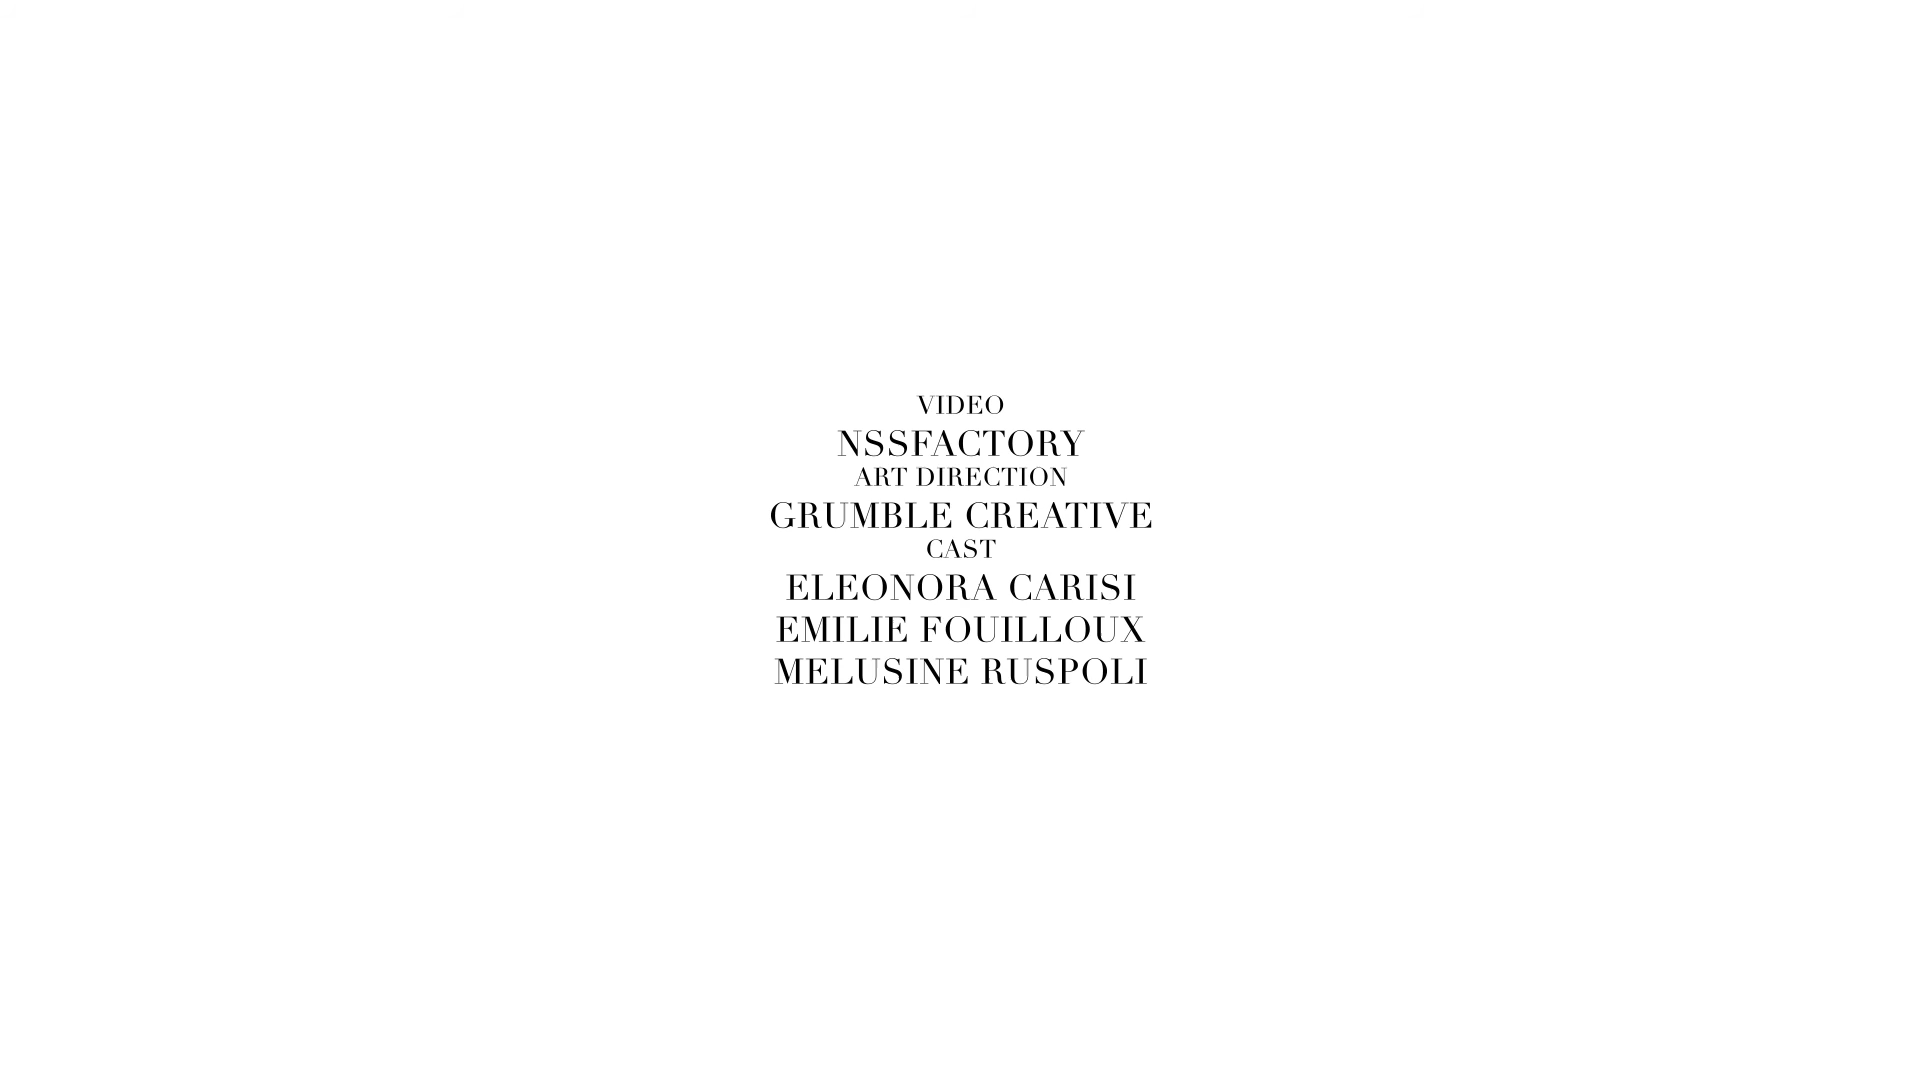 VIDEO
NSSFACTORY
ART DIRECTION
GRUMBLE CREATIVE
CAST
ELEONORA CARISI
EMILIE FOUILLOUX
MELUSINE RUSPOLI